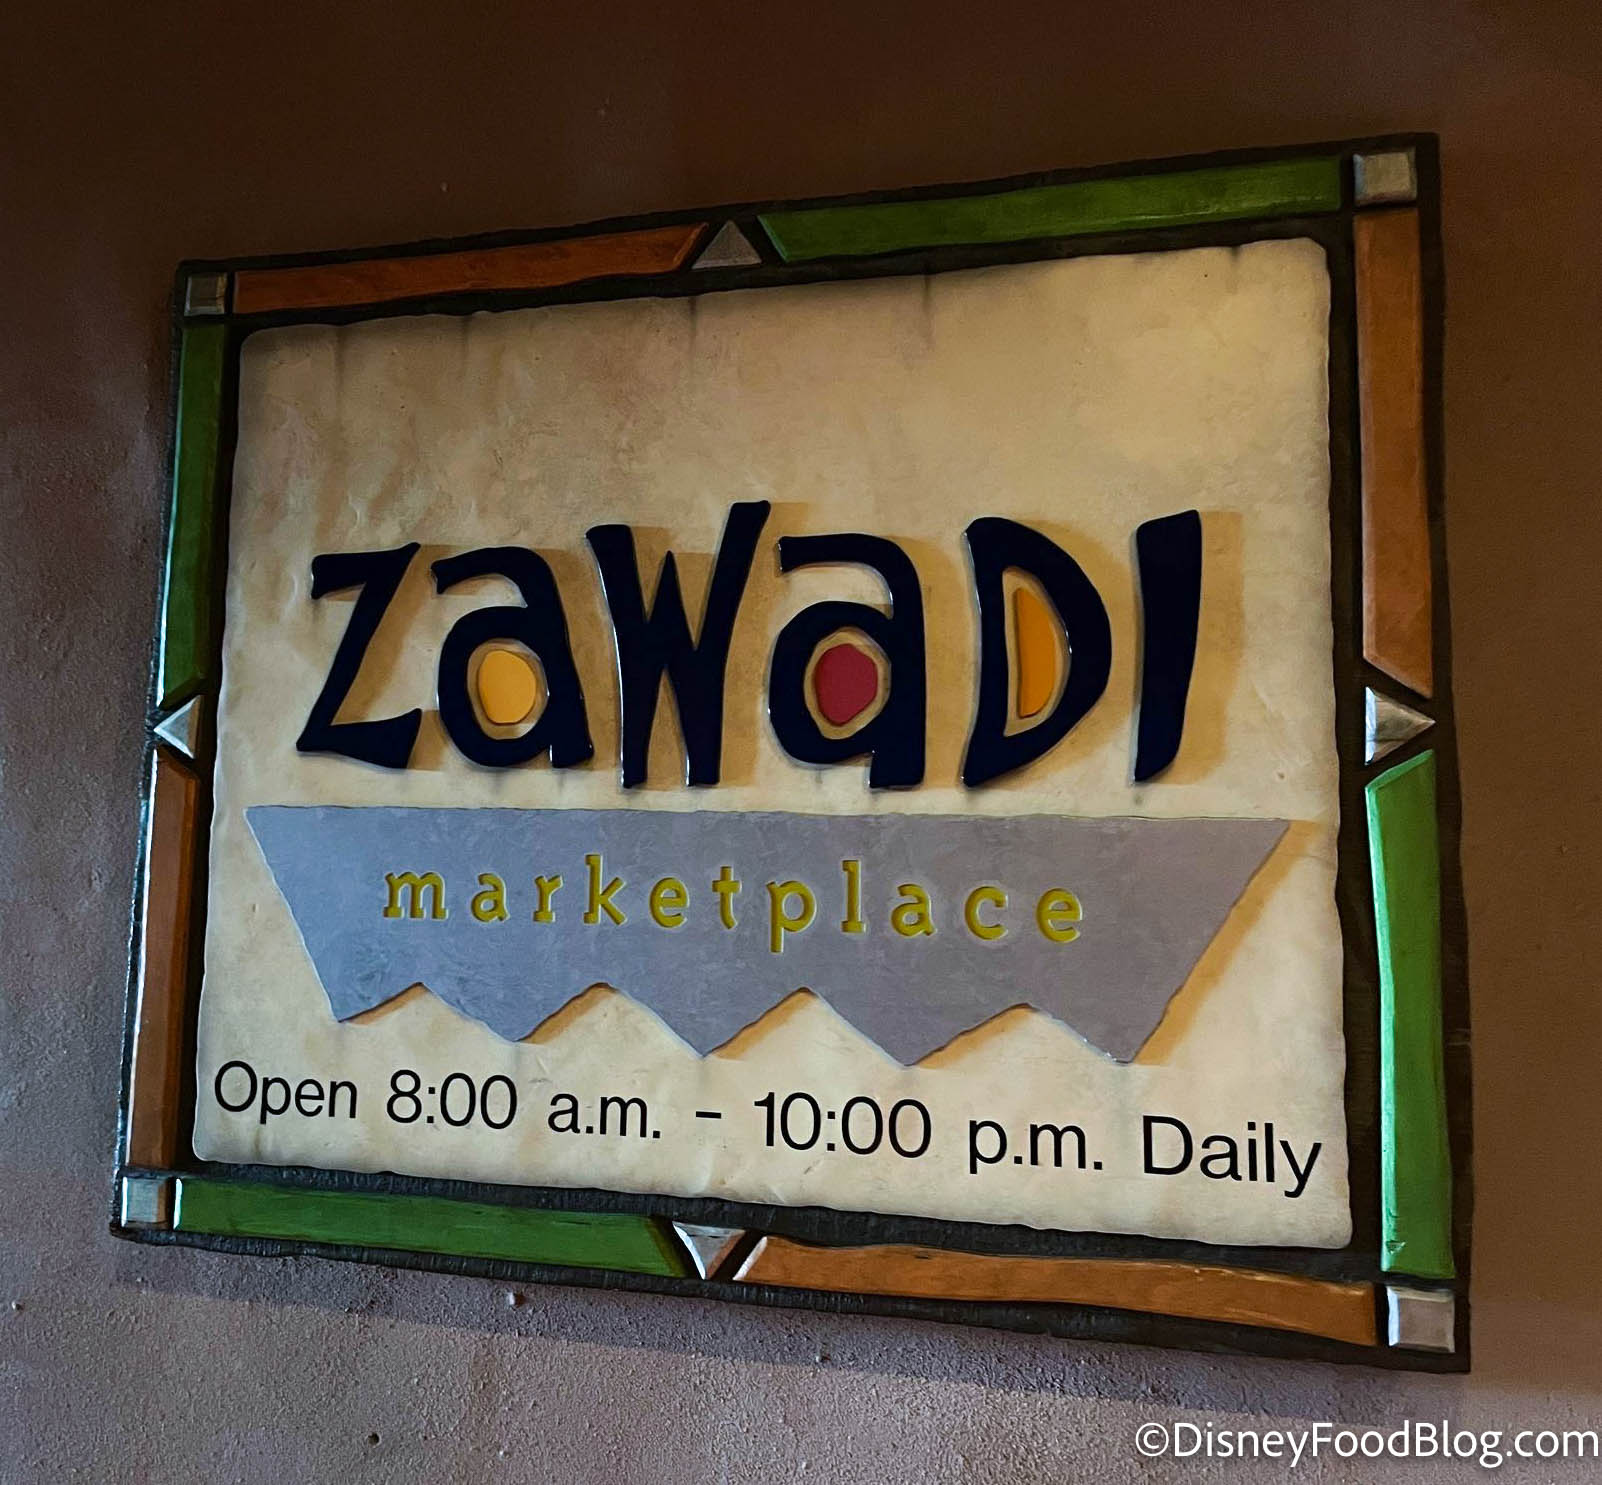 ZaWaDI
marketplace
Open 8:00 a.m. - 10:00 p.m. Daily
©DisneyFoodBlog.com